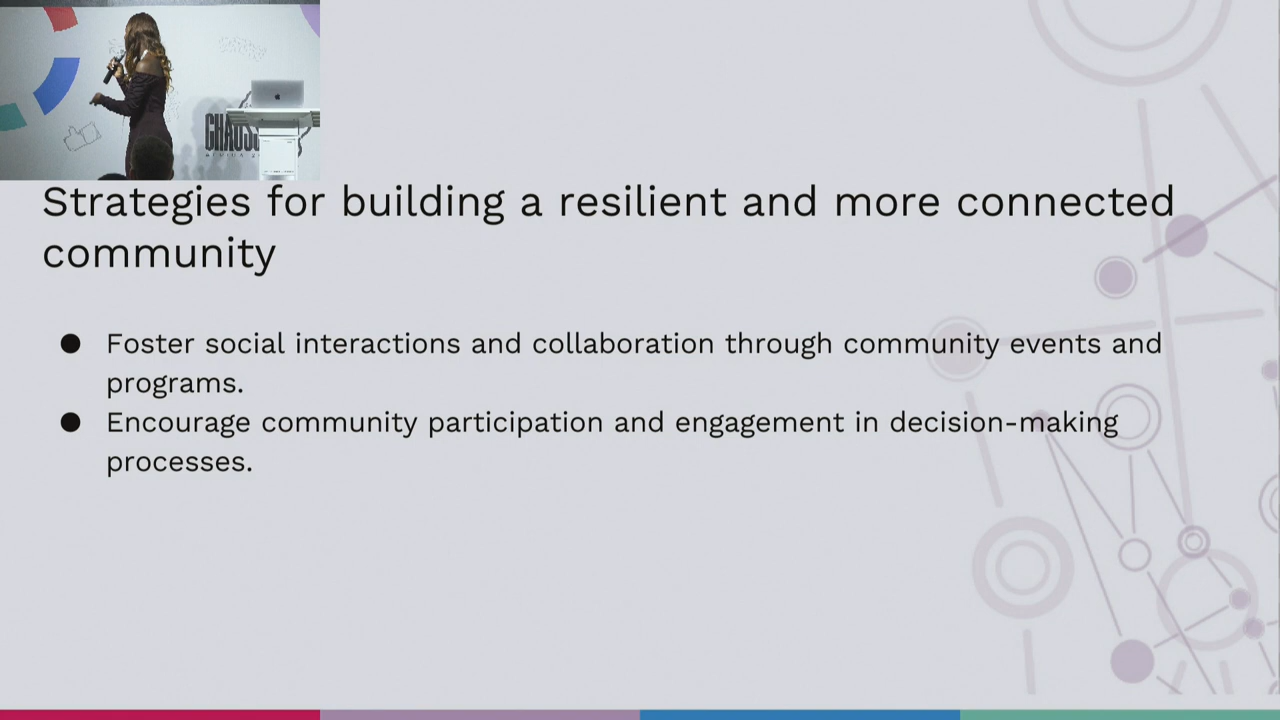 Strategies for building a resilient and more connected
community
● Foster social interactions and collaboration through community events and
programs.
● Encourage community participation and engagement in decision-making
processes.